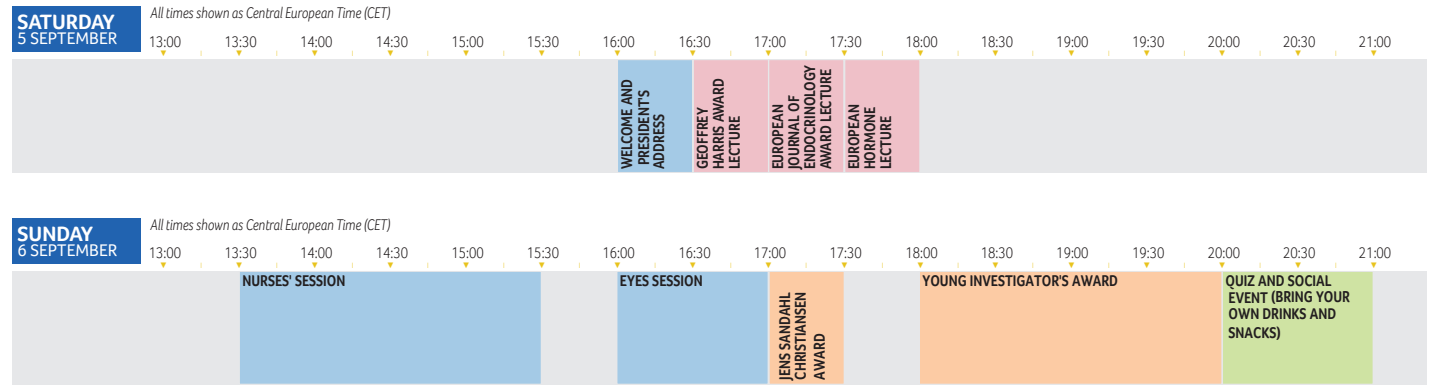 SATURDAY
5 SEPTEMBER
All times shown as Central European Time (CET)
13:00 13:30 14:00 14:30 15:00 15:30 16:00 16:30 17:00 17:30 18:00 18:30 19:00 19:30 20:00 20:30 21:00
WELCOME AND
PRESIDENT'S
ADDRESS
GEOFFREY
HARRIS AWARD
LECTURE
EUROPEAN
JOURNAL OF
ENDOCRINOLOGY
AWARD LECTURE
EUROPEAN
HORMONE
LECTURE
SUNDAY
6 SEPTEMBER
All times shown as Central European Time (CET)
13:00 13:30 14:00 14:30 15:00 15:30 16:00 16:30 17:00 17:30 18:00 18:30 19:00 19:30 20:00 20:30 21:00
NURSES' SESSION
EYES SESSION
JENS SANDAHL
CHRISTIANSEN
AWARD
YOUNG INVESTIGATOR'S AWARD
QUIZ AND SOCIAL
EVENT (BRING YOUR
OWN DRINKS AND
SNACKS)